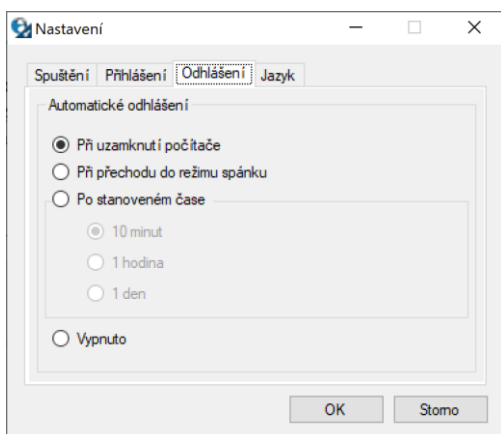 Nastavení
Spuštění Přihlášení Odhlášení Jazyk
Automatické odhlášení
Při uzamknutí počítače
Při přechodu do režimu spánku
Po stanoveném čase
10 minut
1 hodina
1 den
Vypnuto
OK Storno